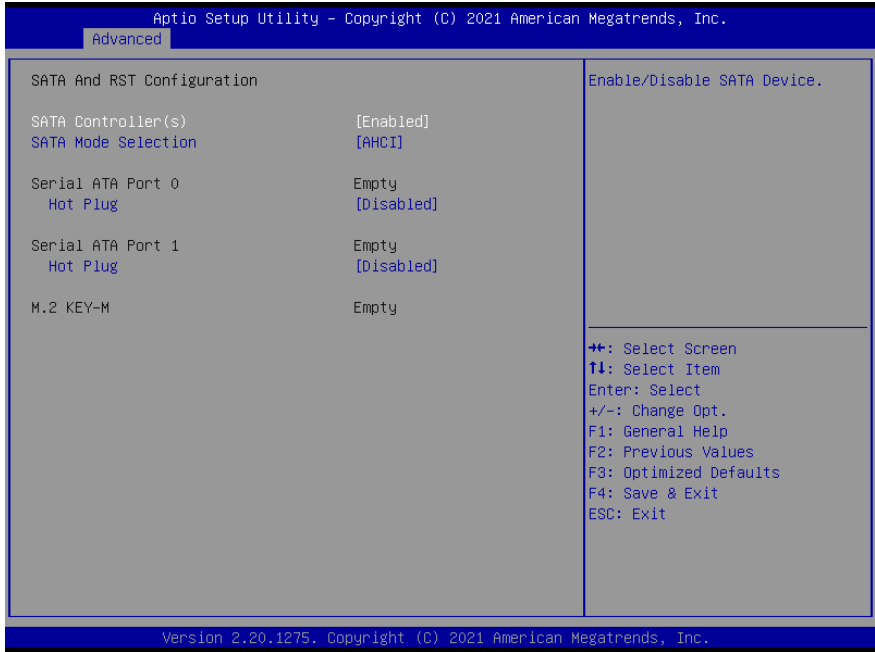 Aptio Setup Utility – Copyright (C) 2021 American Megatrends, Inc.
Advanced
SATA And RST Configuration
SATA Controller(s) [Enabled]
SATA Mode Selection [AHCI]
Serial ATA Port 0 Empty
Hot Plug [Disabled]
Serial ATA Port 1 Empty
Hot Plug [Disabled]
M.2 KEY-M Empty
Enable/Disable SATA Device.
→←: Select Screen
↑↓: Select Item
Enter: Select
+/-: Change Opt.
F1: General Help
F2: Previous Values
F3: Optimized Defaults
F4: Save & Exit
ESC: Exit
Version 2.20.1275. Copyright (C) 2021 American Megatrends, Inc.